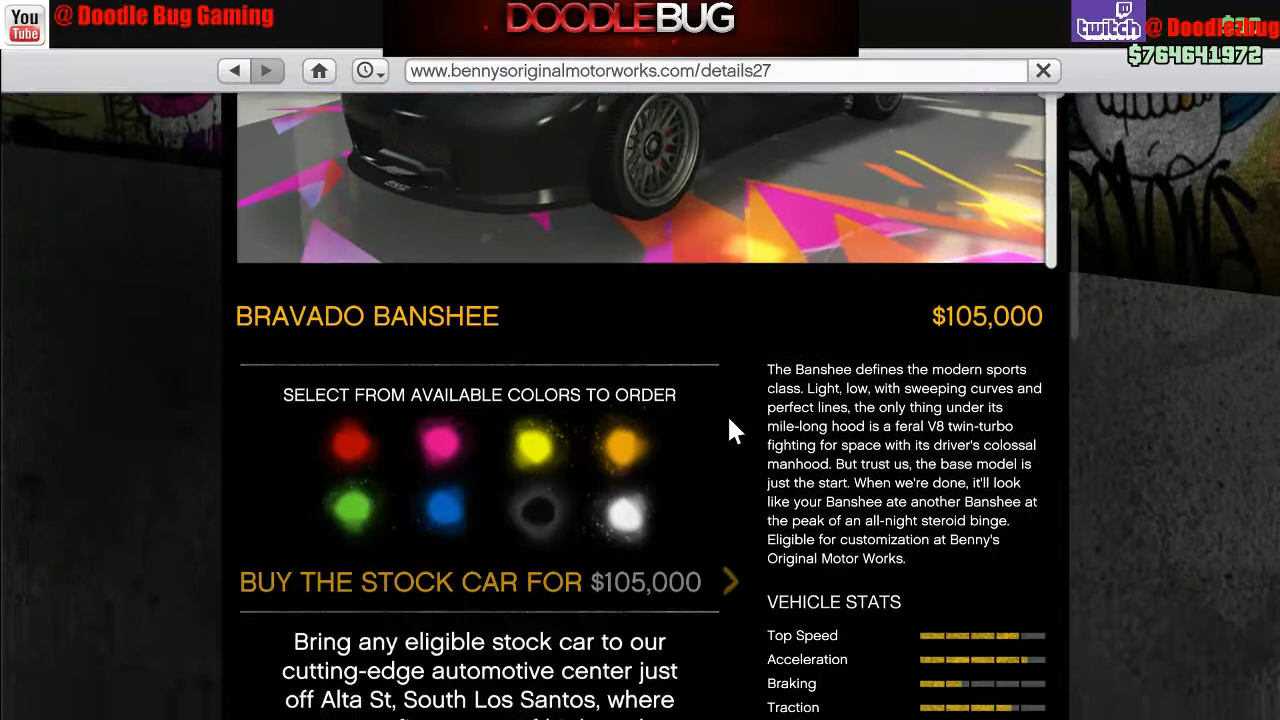 You
Tube
@ Doodle Bug Gaming
DOODLEBUG
twitch
@ Doodlezbug
$764641972
www.bennysoriginalmotorworks.com/details27
BRAVADO BANSHEE
$105,000
SELECT FROM AVAILABLE COLORS TO ORDER
BUY THE STOCK CAR FOR $105,000
Bring any eligible stock car to our
cutting-edge automotive center just
off Alta St, South Los Santos, where
The Banshee defines the modern sports
class. Light, low, with sweeping curves and
perfect lines, the only thing under its
mile-long hood is a feral V8 twin-turbo
fighting for space with its driver's colossal
manhood. But trust us, the base model is
just the start. When we're done, it'll look
like your Banshee ate another Banshee at
the peak of an all-night steroid binge.
Eligible for customization at Benny's
Original Motor Works.
VEHICLE STATS
Top Speed
Acceleration
Braking
Traction